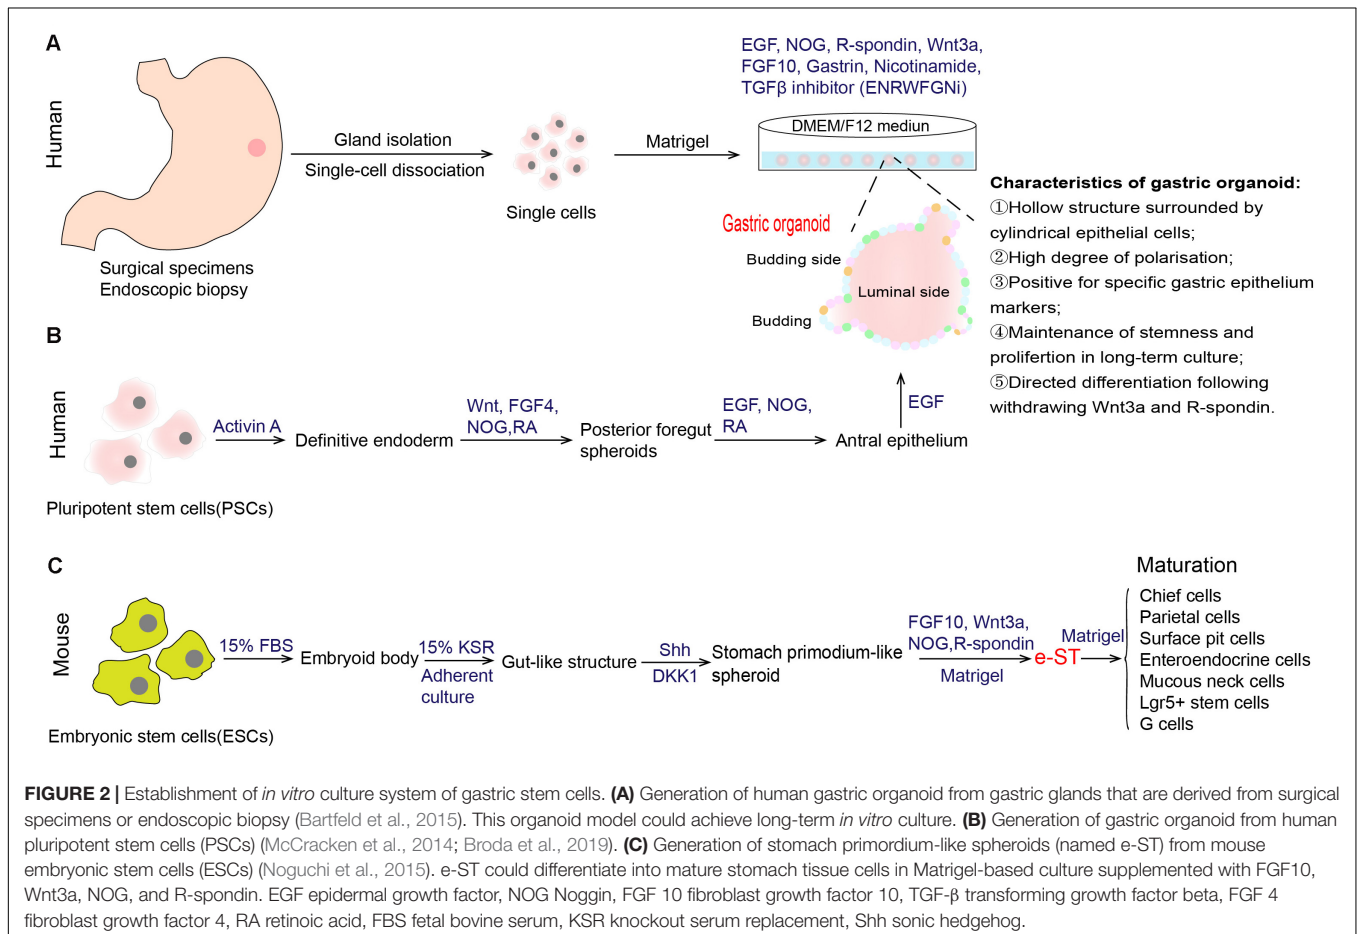 A
Human
Surgical specimens
Endoscopic biopsy
Gland isolation
Single-cell dissociation
Single cells
Matrigel
EGF, NOG, R-spondin, Wnt3a,
FGF10, Gastrin, Nicotinamide,
TGFβ inhibitor (ENRWFGNi)
DMEM/F12 mediun
Gastric organoid
Budding side
Luminal side
Budding
Characteristics of gastric organoid:
①Hollow structure surrounded by
cylindrical epithelial cells;
②High degree of polarisation;
③Positive for specific gastric epithelium
markers;
④Maintenance of stemness and
prolifertion in long-term culture;
⑤Directed differentiation following
withdrawing Wnt3a and R-spondin.
B
Human
Pluripotent stem cells(PSCs)
Activin A
Definitive endoderm
Wnt, FGF4,
NOG,RA
Posterior foregut
spheroids
EGF, NOG,
RA
Antral epithelium
EGF
C
Mouse
Embryonic stem cells(ESCs)
15% FBS
Embryoid body
15% KSR
Adherent
culture
Gut-like structure
Shh
DKK1
Stomach primodium-like
spheroid
FGF10, Wnt3a,
NOG,R-spondin
Matrigel
e-ST
Matrigel
Maturation
Chief cells
Parietal cells
Surface pit cells
Enteroendocrine cells
Mucous neck cells
Lgr5+ stem cells
G cells
FIGURE 2 | Establishment of in vitro culture system of gastric stem cells. (A) Generation of human gastric organoid from gastric glands that are derived from surgical
specimens or endoscopic biopsy (Bartfeld et al., 2015). This organoid model could achieve long-term in vitro culture. (B) Generation of gastric organoid from human
pluripotent stem cells (PSCs) (McCracken et al., 2014; Broda et al., 2019). (C) Generation of stomach primordium-like spheroids (named e-ST) from mouse
embryonic stem cells (ESCs) (Noguchi et al., 2015). e-ST could differentiate into mature stomach tissue cells in Matrigel-based culture supplemented with FGF10,
Wnt3a, NOG, and R-spondin. EGF epidermal growth factor, NOG Noggin, FGF 10 fibroblast growth factor 10, TGF-β transforming growth factor beta, FGF 4
fibroblast growth factor 4, RA retinoic acid, FBS fetal bovine serum, KSR knockout serum replacement, Shh sonic hedgehog.